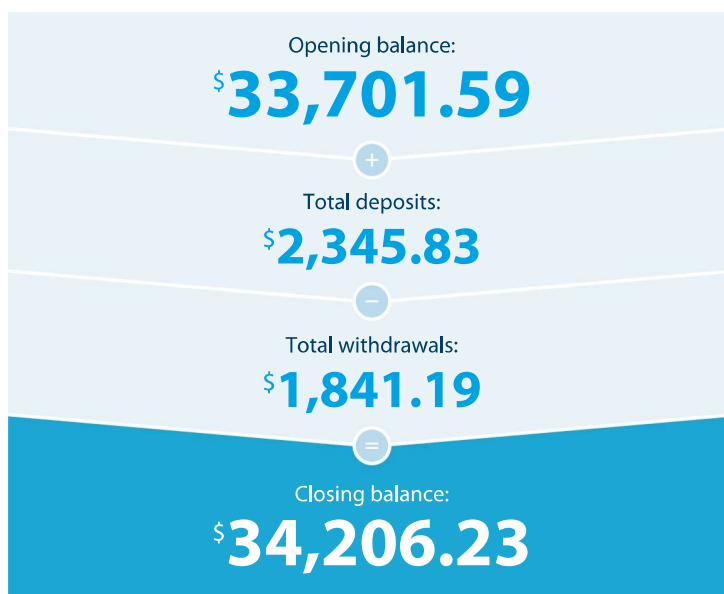 Opening balance:
$33,701.59
+
Total deposits:
$2,345.83
−
Total withdrawals:
$1,841.19
=
Closing balance:
$34,206.23